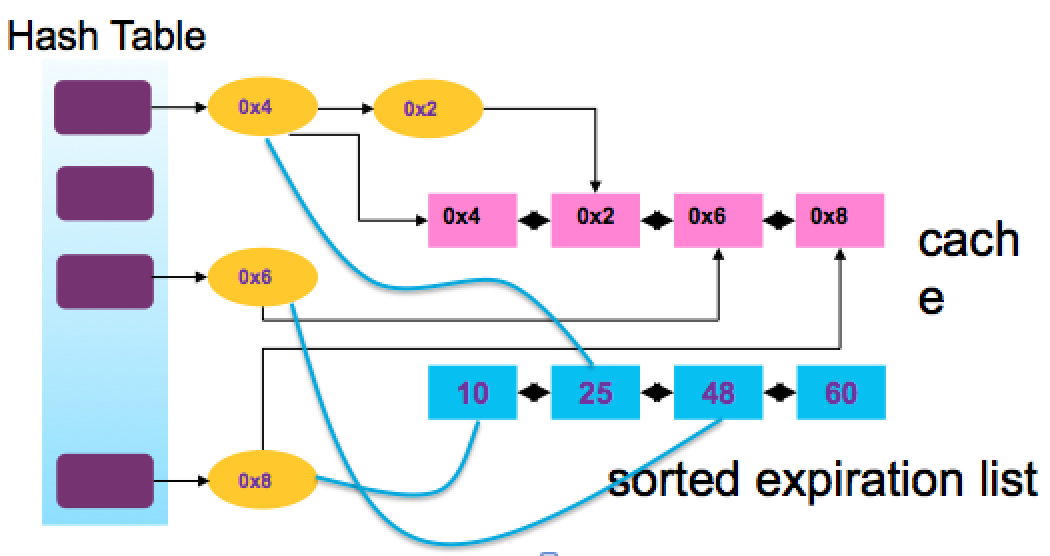 Hash Table
0x4
0x2
0x4
0x2
0x6
0x8
cach
e
0x6
10
25
48
60
0x8
sorted expiration list